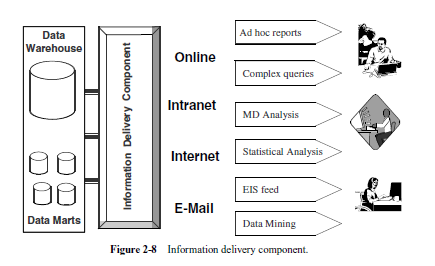 Data
Warehouse
Data Marts
Information Delivery Component
Online
Intranet
Internet
E-Mail
Ad hoc reports
Complex queries
MD Analysis
Statistical Analysis
EIS feed
Data Mining
Figure 2-8 Information delivery component.